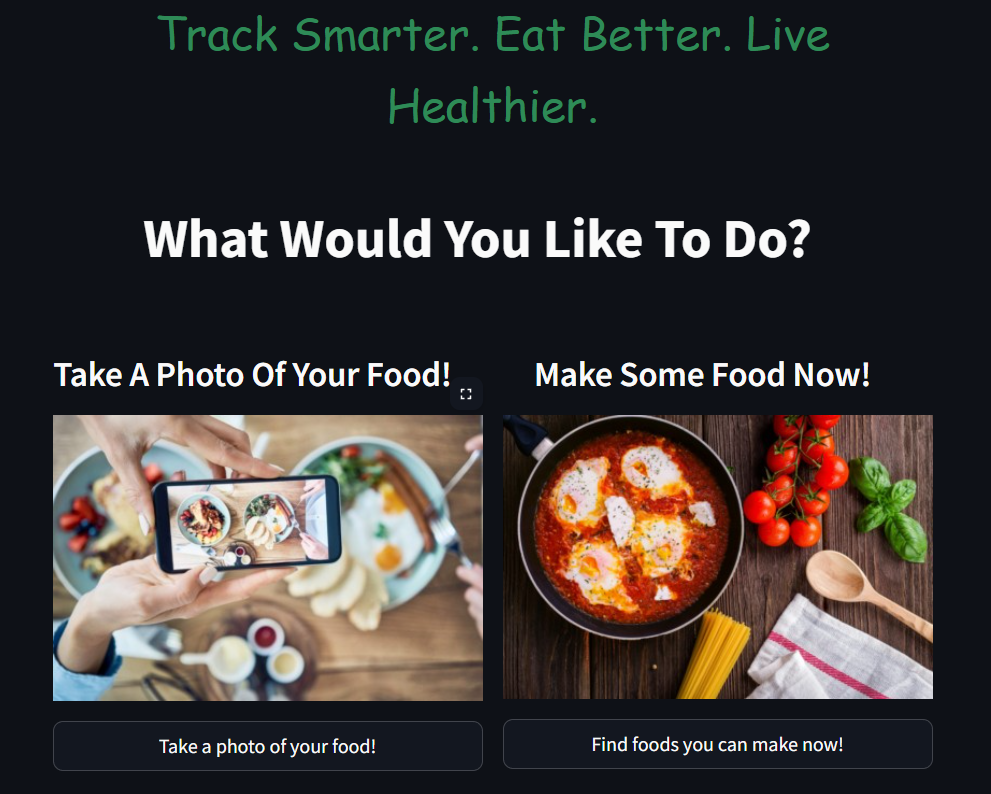 Track Smarter. Eat Better. Live
Healthier.
What Would You Like To Do?
Take A Photo Of Your Food!
Make Some Food Now!
Take a photo of your food!
Find foods you can make now!